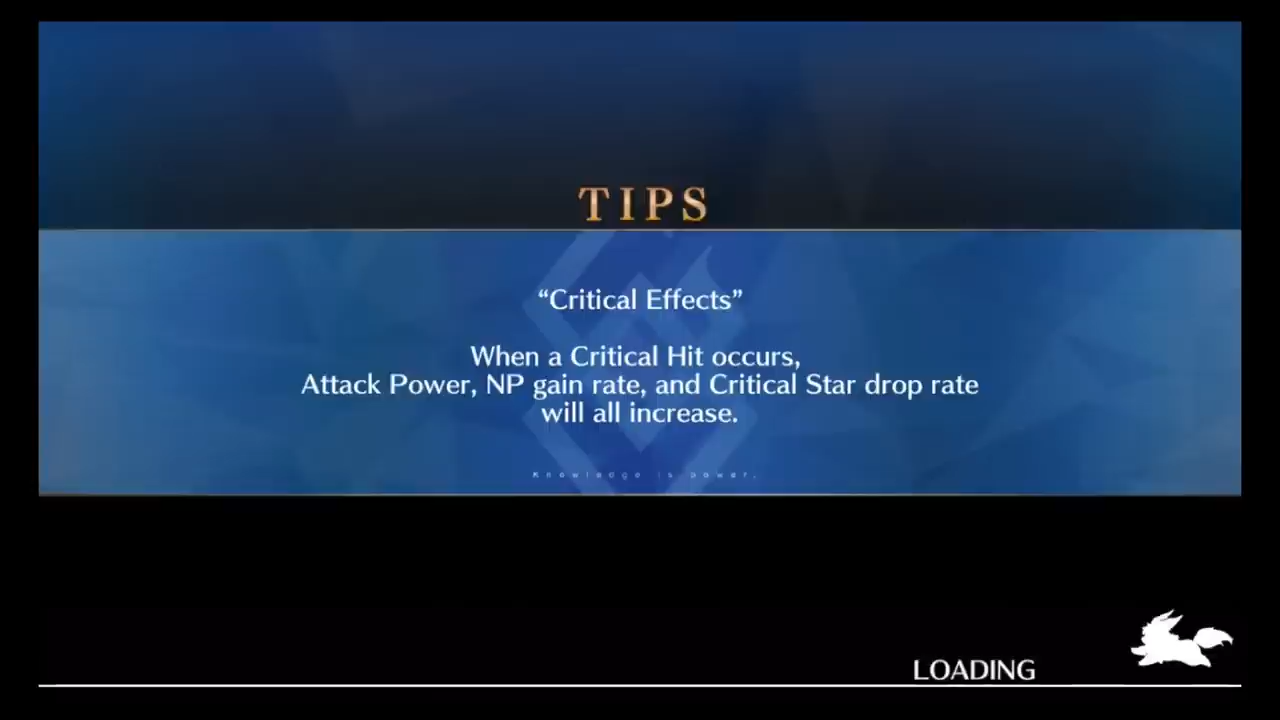 TIPS
“Critical Effects”
When a Critical Hit occurs,
Attack Power, NP gain rate, and Critical Star drop rate
will all increase.
Knowledge is power.
LOADING